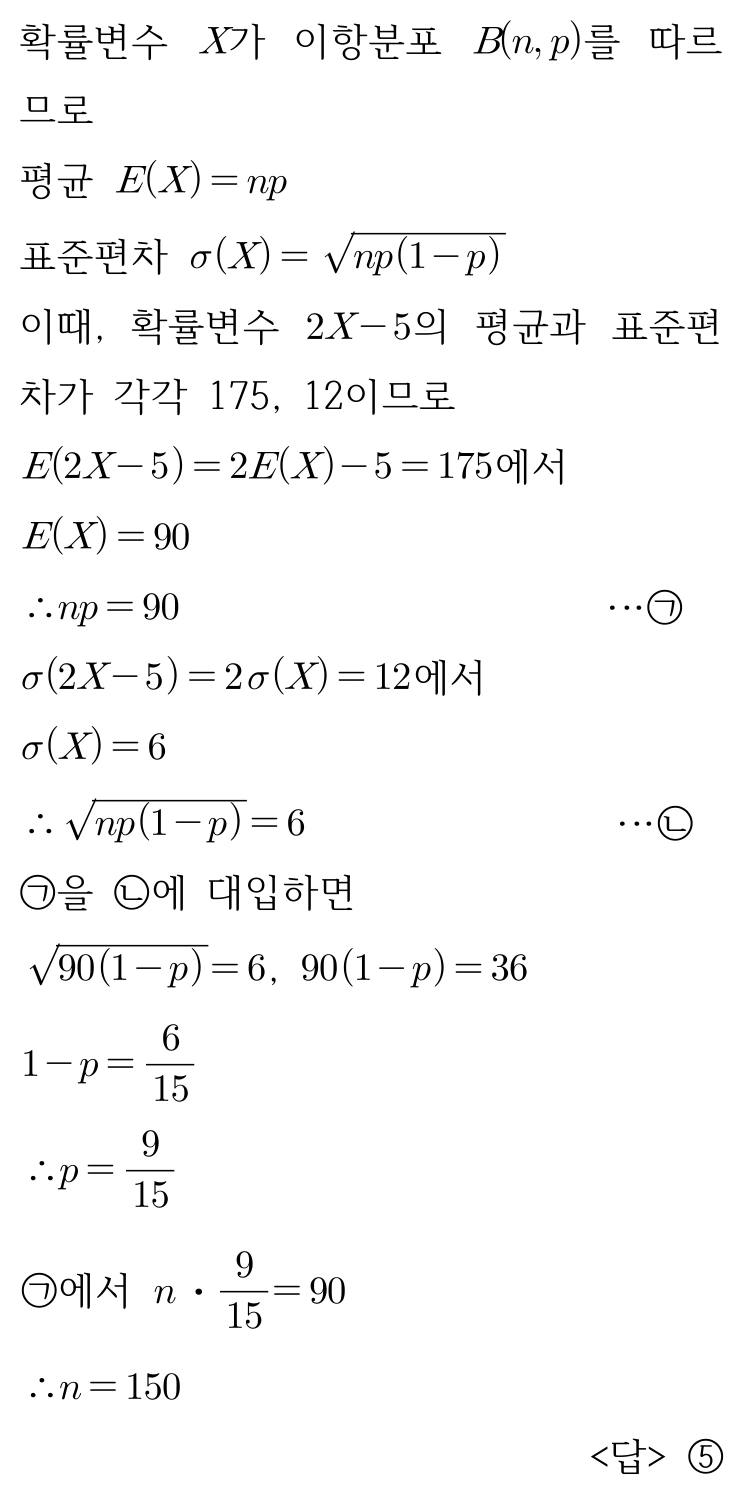 확률변수 X가 이항분포 B(n, p)를 따르
므로
평균 E(X)=np
표준편차 σ(X)=√(np(1-p))
이때, 확률변수 2X-5의 평균과 표준편
차가 각각 175, 12이므로
E(2X-5)=2E(X)-5=175에서
E(X)=90
∴np=90 ⋯㉠
σ(2X-5)=2σ(X)=12에서
σ(X)=6
∴√(np(1-p))=6 ⋯㉡
㉠을 ㉡에 대입하면
√(90(1-p))=6, 90(1-p)=36
1-p=6/15
∴p=9/15
㉠에서 n·9/15=90
∴n=150
<답> ⑤